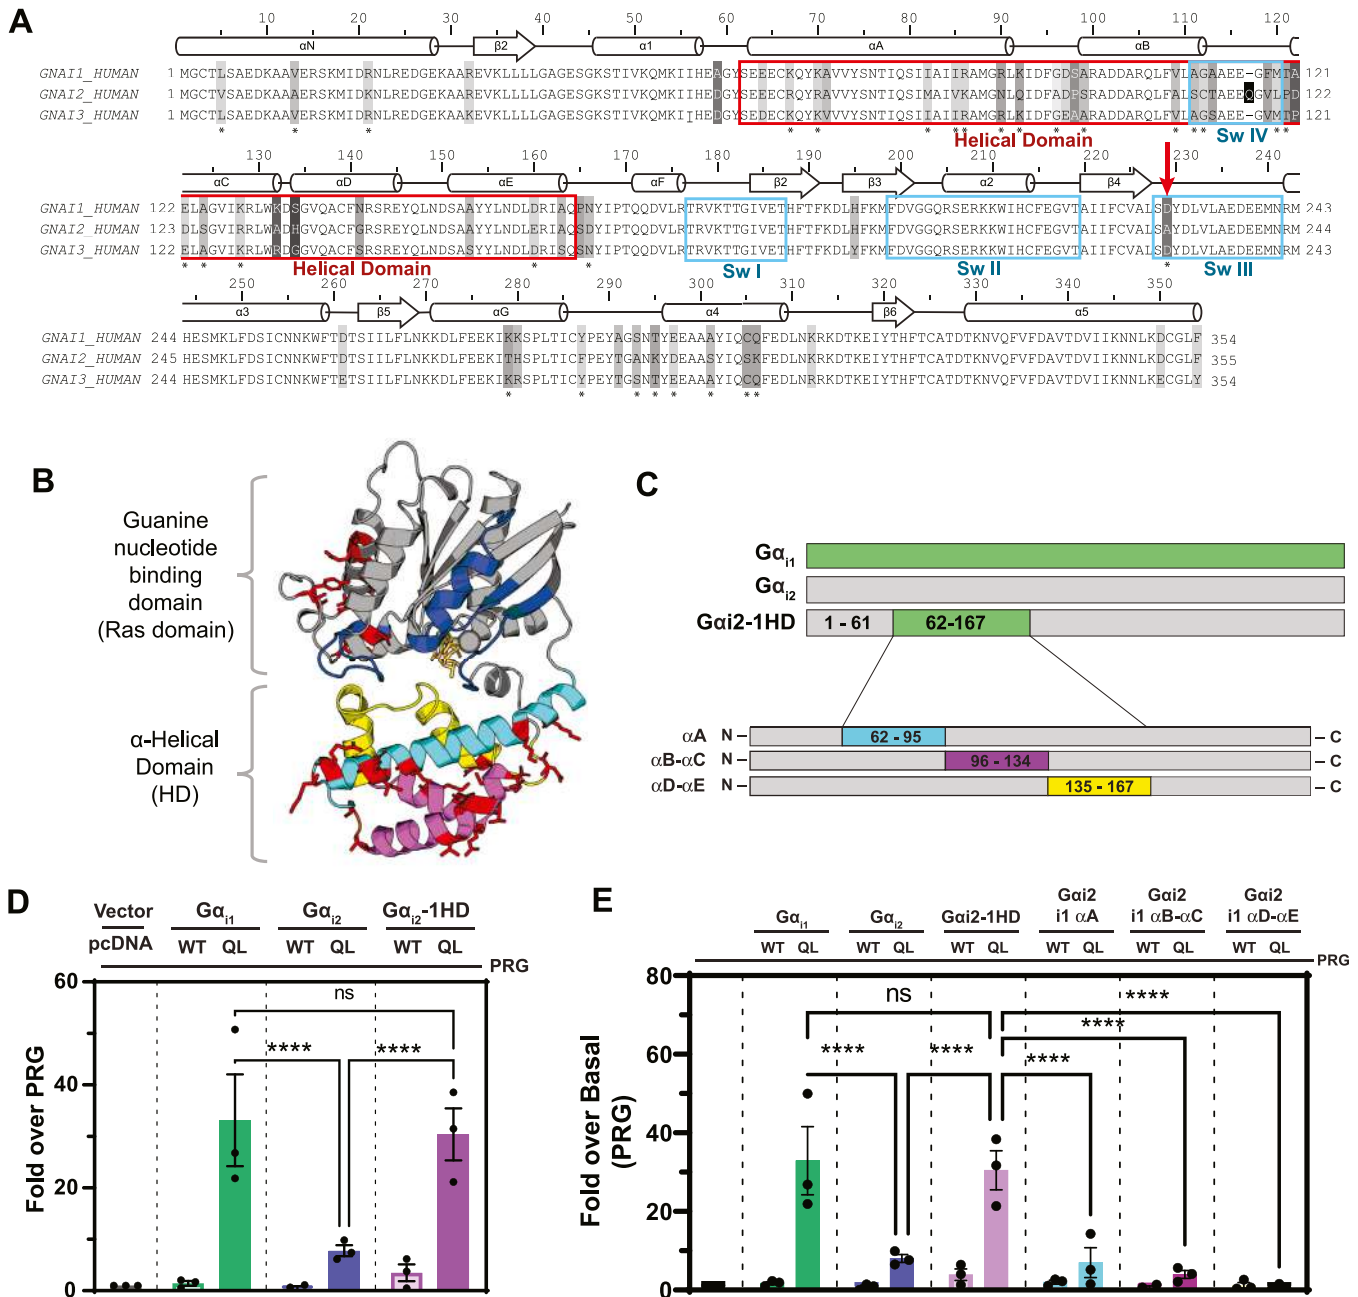 A
10 20 30 40 50 60 70 80 90 100 110 120
αN β2 α1 αA αB
GNAI1_HUMAN 1 MGCTLSAEDKAAVERSKMIDRNLREDGEKAAREVKLLLLGAGESGKSTIVKQMKIIHEAGYSEEECKQYKAVVYSNTIQSIIAIIRAMGRLKIDFGDSARADDARQLFVLAGAAEE-GFMTA 121
GNAI2_HUMAN 1 MGCTVSAEDKAAAERSKMIDKNLREDGEKAAREVKLLLLGAGESGKSTIVKQMKIIHEDGYSEEECRQYRAVVYSNTIQSIMAIVKAMGNLQIDFADPSRADDARQLFALSCTAEEQGVLPD 122
GNAI3_HUMAN 1 MGCTLSAEDKAAVERSKMIDRNLREDGEKAAKEVKLLLLGAGESGKSTIVKQMKIIHEDGYSEDECKQYKVVVYSNTIQSIIAIIRAMGRLKIDFGEAARADDARQLFVLAGSAEE-GVMTP 121
* * * * * * * * * * * * * * * *
Helical Domain Sw IV
130 140 150 160 170 180 190 200 210 220 230 240
αC αD αE αF β2 β3 α2 β4
GNAI1_HUMAN 122 ELAGVIKRLWKDSGVQACFNRSREYQLNDSAAYYLNDLDRIAQPNYIPTQQDVLRTRVKTTGIVETHFTFKDLHFKMFDVGGQRSERKKWIHCFEGVTAIIFCVALSDYDLVLAEDEEMNRM 243
GNAI2_HUMAN 123 DLSGVIRRLWADHGVQACFGRSREYQLNDSAAYYLNDLERIAQSDYIPTQQDVLRTRVKTTGIVETHFTFKDLHFKMFDVGGQRSERKKWIHCFEGVTAIIFCVALSAYDLVLAEDEEMNRM 244
GNAI3_HUMAN 122 ELAGVIKRLWRDGGVQACFSRSREYQLNDSASYYLNDLDRISQSNYIPTQQDVLRTRVKTTGIVETHFTFKDLYFKMFDVGGQRSERKKWIHCFEGVTAIIFCVALSDYDLVLAEDEEMNRM 243
* * * * * *
Helical Domain Sw I Sw II Sw III
250 260 270 280 290 300 310 320 330 340 350
α3 β5 αG α4 β6 α5
GNAI1_HUMAN 244 HESMKLFDSICNNKWFTDTSIILFLNKKDLFEEKIKKSPLTICYPEYAGSNTYEEAAAYIQCQFEDLNKRKDTKEIYTHFTCATDTKNVQFVFDAVTDVIIKNNLKDCGLF 354
GNAI2_HUMAN 245 HESMKLFDSICNNKWFTDTSIILFLNKKDLFEEKITHSPLTICFPEYTGANKYDEAASYIQSKFEDLNKRKDTKEIYTHFTCATDTKNVQFVFDAVTDVIIKNNLKDCGLF 355
GNAI3_HUMAN 244 HESMKLFDSICNNKWFTETSIILFLNKKDLFEEKIKRSPLTICYPEYTGSNTYEEAAAYIQCQFEDLNRRKDTKEIYTHFTCATDTKNVQFVFDAVTDVIIKNNLKECGLY 354
* * * * * * * *
B
Guanine
nucleotide
binding
domain
(Ras domain)
α-Helical
Domain
(HD)
C
Gαi1
Gαi2
Gαi2-1HD 1 - 61 62-167
αA N 62 - 95 C
αB-αC N 96 - 134 C
αD-αE N 135 - 167 C
D
Vector Gαi1 Gαi2 Gαi2-1HD
pcDNA WT QL WT QL WT QL
PRG
Fold over PRG
60
40
20
0
ns
**** ****
E
Gαi1 Gαi2 Gαi2-1HD Gαi2 i1 αA Gαi2 i1 αB-αC Gαi2 i1 αD-αE
WT QL WT QL WT QL WT QL WT QL WT QL
PRG
Fold over Basal
(PRG)
80
60
40
20
0
ns ****
****
**** **** ****